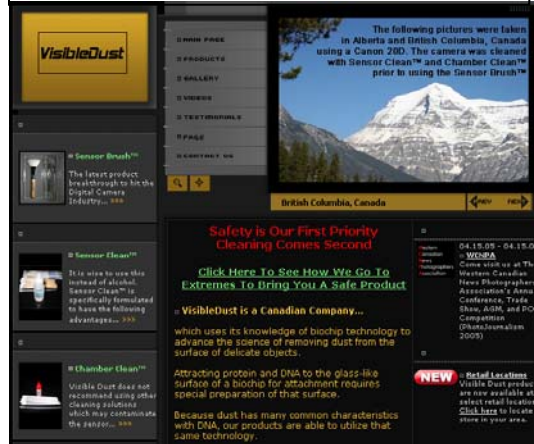 VisibleDust
MAIN PAGE
PRODUCTS
GALLERY
VIDEOS
TESTIMONIALS
PAGE
CONTACT US
The following pictures were taken
in Alberta and British Columbia, Canada
using a Canon 20D. The camera was cleaned
with Sensor Clean™ and Chamber Clean™
prior to using the Sensor Brush™
British Columbia, Canada
PREV
NEXT
Sensor Brush™
The latest product
breakthrough to hit the
Digital Camera
Industry... >>>
Sensor Clean™
It is wise to use this
instead of alcohol.
Sensor Clean™ is
specifically formulated
to have the following
advantages... >>>
Chamber Clean™
Visible Dust does not
recommend using other
cleaning solutions
which may contaminate
the sensor... >>>
Safety is Our First Priority
Cleaning Comes Second
Click Here To See How We Go To
Extremes To Bring You A Safe Product
VisibleDust is a Canadian Company...
which uses its knowledge of biochip technology to
advance the science of removing dust from the
surface of delicate objects.
Attracting protein and DNA to the glass-like
surface of a biochip for attachment requires
special preparation of that surface.
Because dust has many common characteristics
with DNA, our products are able to utilize that
same technology.
Western
Canadian
News
Photographers
Association
04.15.05 - 04.15.0
WCNPA
Come visit us at Th
Western Canadian
News Photographers
Association's Annu
Conference, Trade
Show, AGM, and PO
Competition
(PhotoJournalism
2005)
NEW
Retail Locations
Visible Dust produc
are now available at
select retail location
Click here to locate
store in your area.